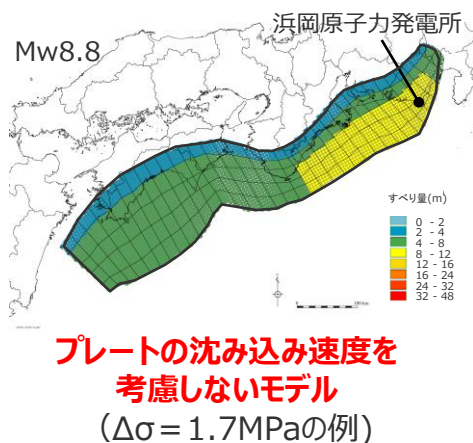 浜岡原子力発電所
Mw8.8
すべり量(m)
0 - 2
2 - 4
4 - 8
8 - 12
12 - 16
16 - 24
24 - 32
32 - 48
プレートの沈み込み速度を
考慮しないモデル
(Δσ=1.7MPaの例)